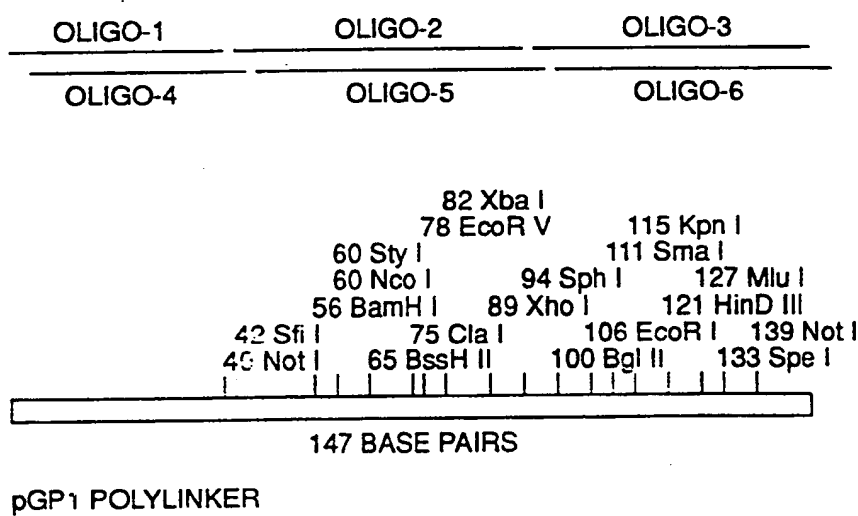 OLIGO-1 OLIGO-2 OLIGO-3
OLIGO-4 OLIGO-5 OLIGO-6
82 Xba I
78 EcoR V 115 Kpn I
60 Sty I 111 Sma I
60 Nco I 94 Sph I 127 Mlu I
56 BamH I 89 Xho I 121 HinD III
42 Sfi I 75 Cla I 106 EcoR I 139 Not I
Not I 65 BssH II 100 Bgl II 133 Spe I
147 BASE PAIRS
pGP1 POLYLINKER